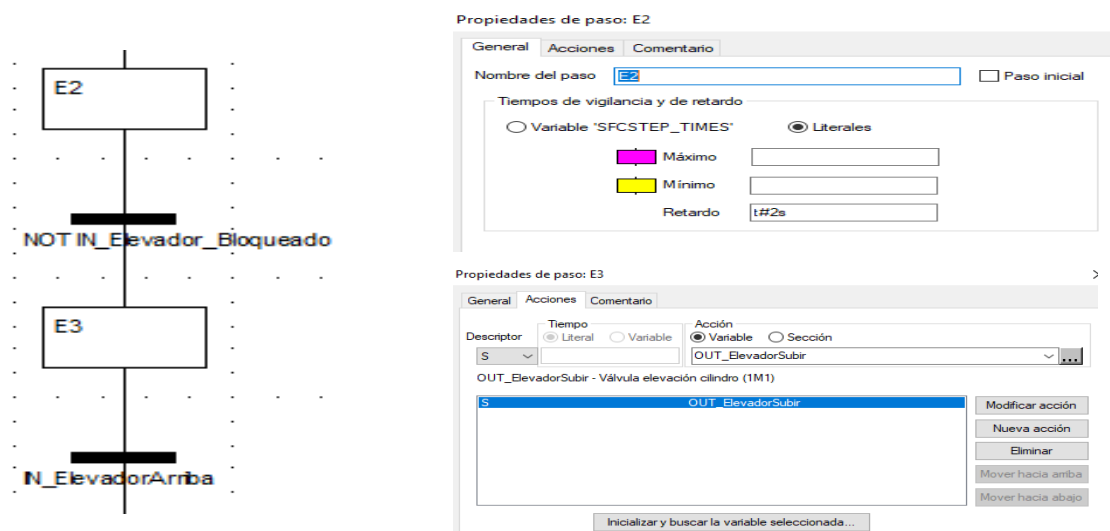 E2
NOT IN_Elevador_Bloqueado
E3
IN_ElevadorArriba
Propiedades de paso: E2
General Acciones Comentario
Nombre del paso E2 Paso inicial
Tiempos de vigilancia y de retardo
Variable "SFCSTEP_TIMES" Literales
Máximo
Mínimo
Retardo t#2s
Propiedades de paso: E3
General Acciones Comentario
Descriptor Tiempo Acción
Literal Variable Variable Sección
S OUT_ElevadorSubir ...
OUT_ElevadorSubir - Válvula elevación cilindro (1M1)
S OUT_ElevadorSubir
Modificar acción
Nueva acción
Eliminar
Mover hacia arriba
Mover hacia abajo
Inicializar y buscar la variable seleccionada...